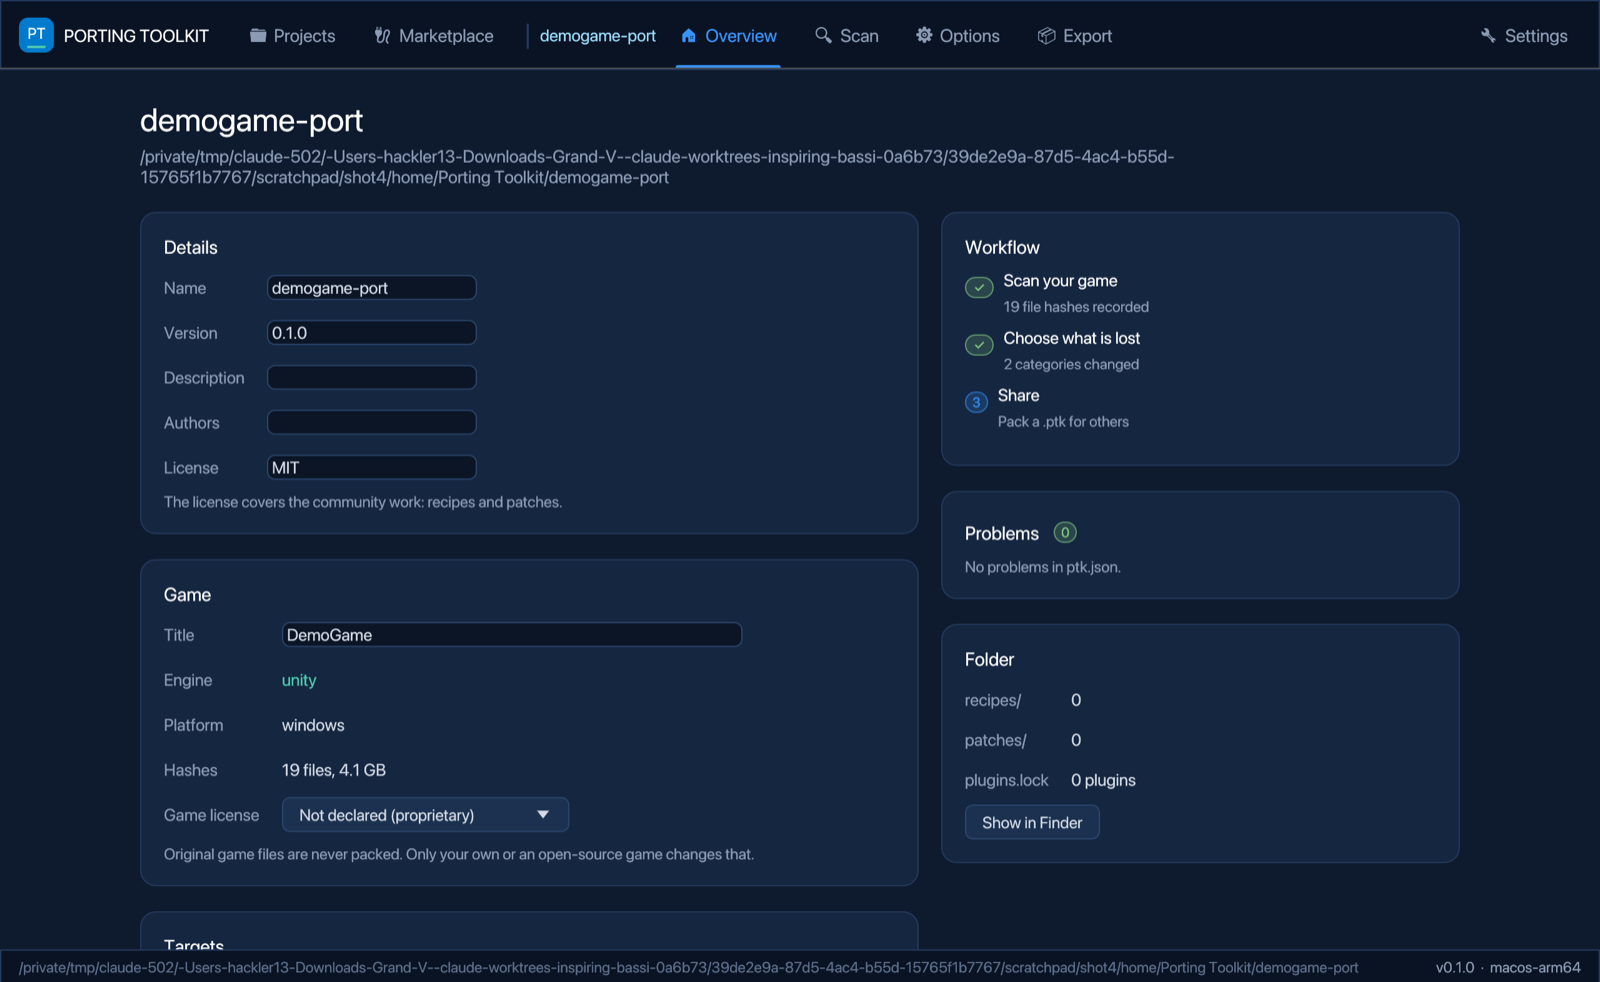 PT PORTING TOOLKIT Projects Marketplace demogame-port Overview Scan Options Export Settings
demogame-port
/private/tmp/claude-502/-Users-hackler13-Downloads-Grand-V--claude-worktrees-inspiring-bassi-0a6b73/39de2e9a-87d5-4ac4-b55d-
15765f1b7767/scratchpad/shot4/home/Porting Toolkit/demogame-port
Details
Name demogame-port
Version 0.1.0
Description
Authors
License MIT
The license covers the community work: recipes and patches.
Game
Title DemoGame
Engine unity
Platform windows
Hashes 19 files, 4.1 GB
Game license Not declared (proprietary)
Original game files are never packed. Only your own or an open-source game changes that.
Targets
Workflow
Scan your game
19 file hashes recorded
Choose what is lost
2 categories changed
3 Share
Pack a .ptk for others
Problems 0
No problems in ptk.json.
Folder
recipes/ 0
patches/ 0
plugins.lock 0 plugins
Show in Finder
/private/tmp/claude-502/-Users-hackler13-Downloads-Grand-V--claude-worktrees-inspiring-bassi-0a6b73/39de2e9a-87d5-4ac4-b55d-15765f1b7767/scratchpad/shot4/home/Porting Toolkit/demogame-port v0.1.0 · macos-arm64